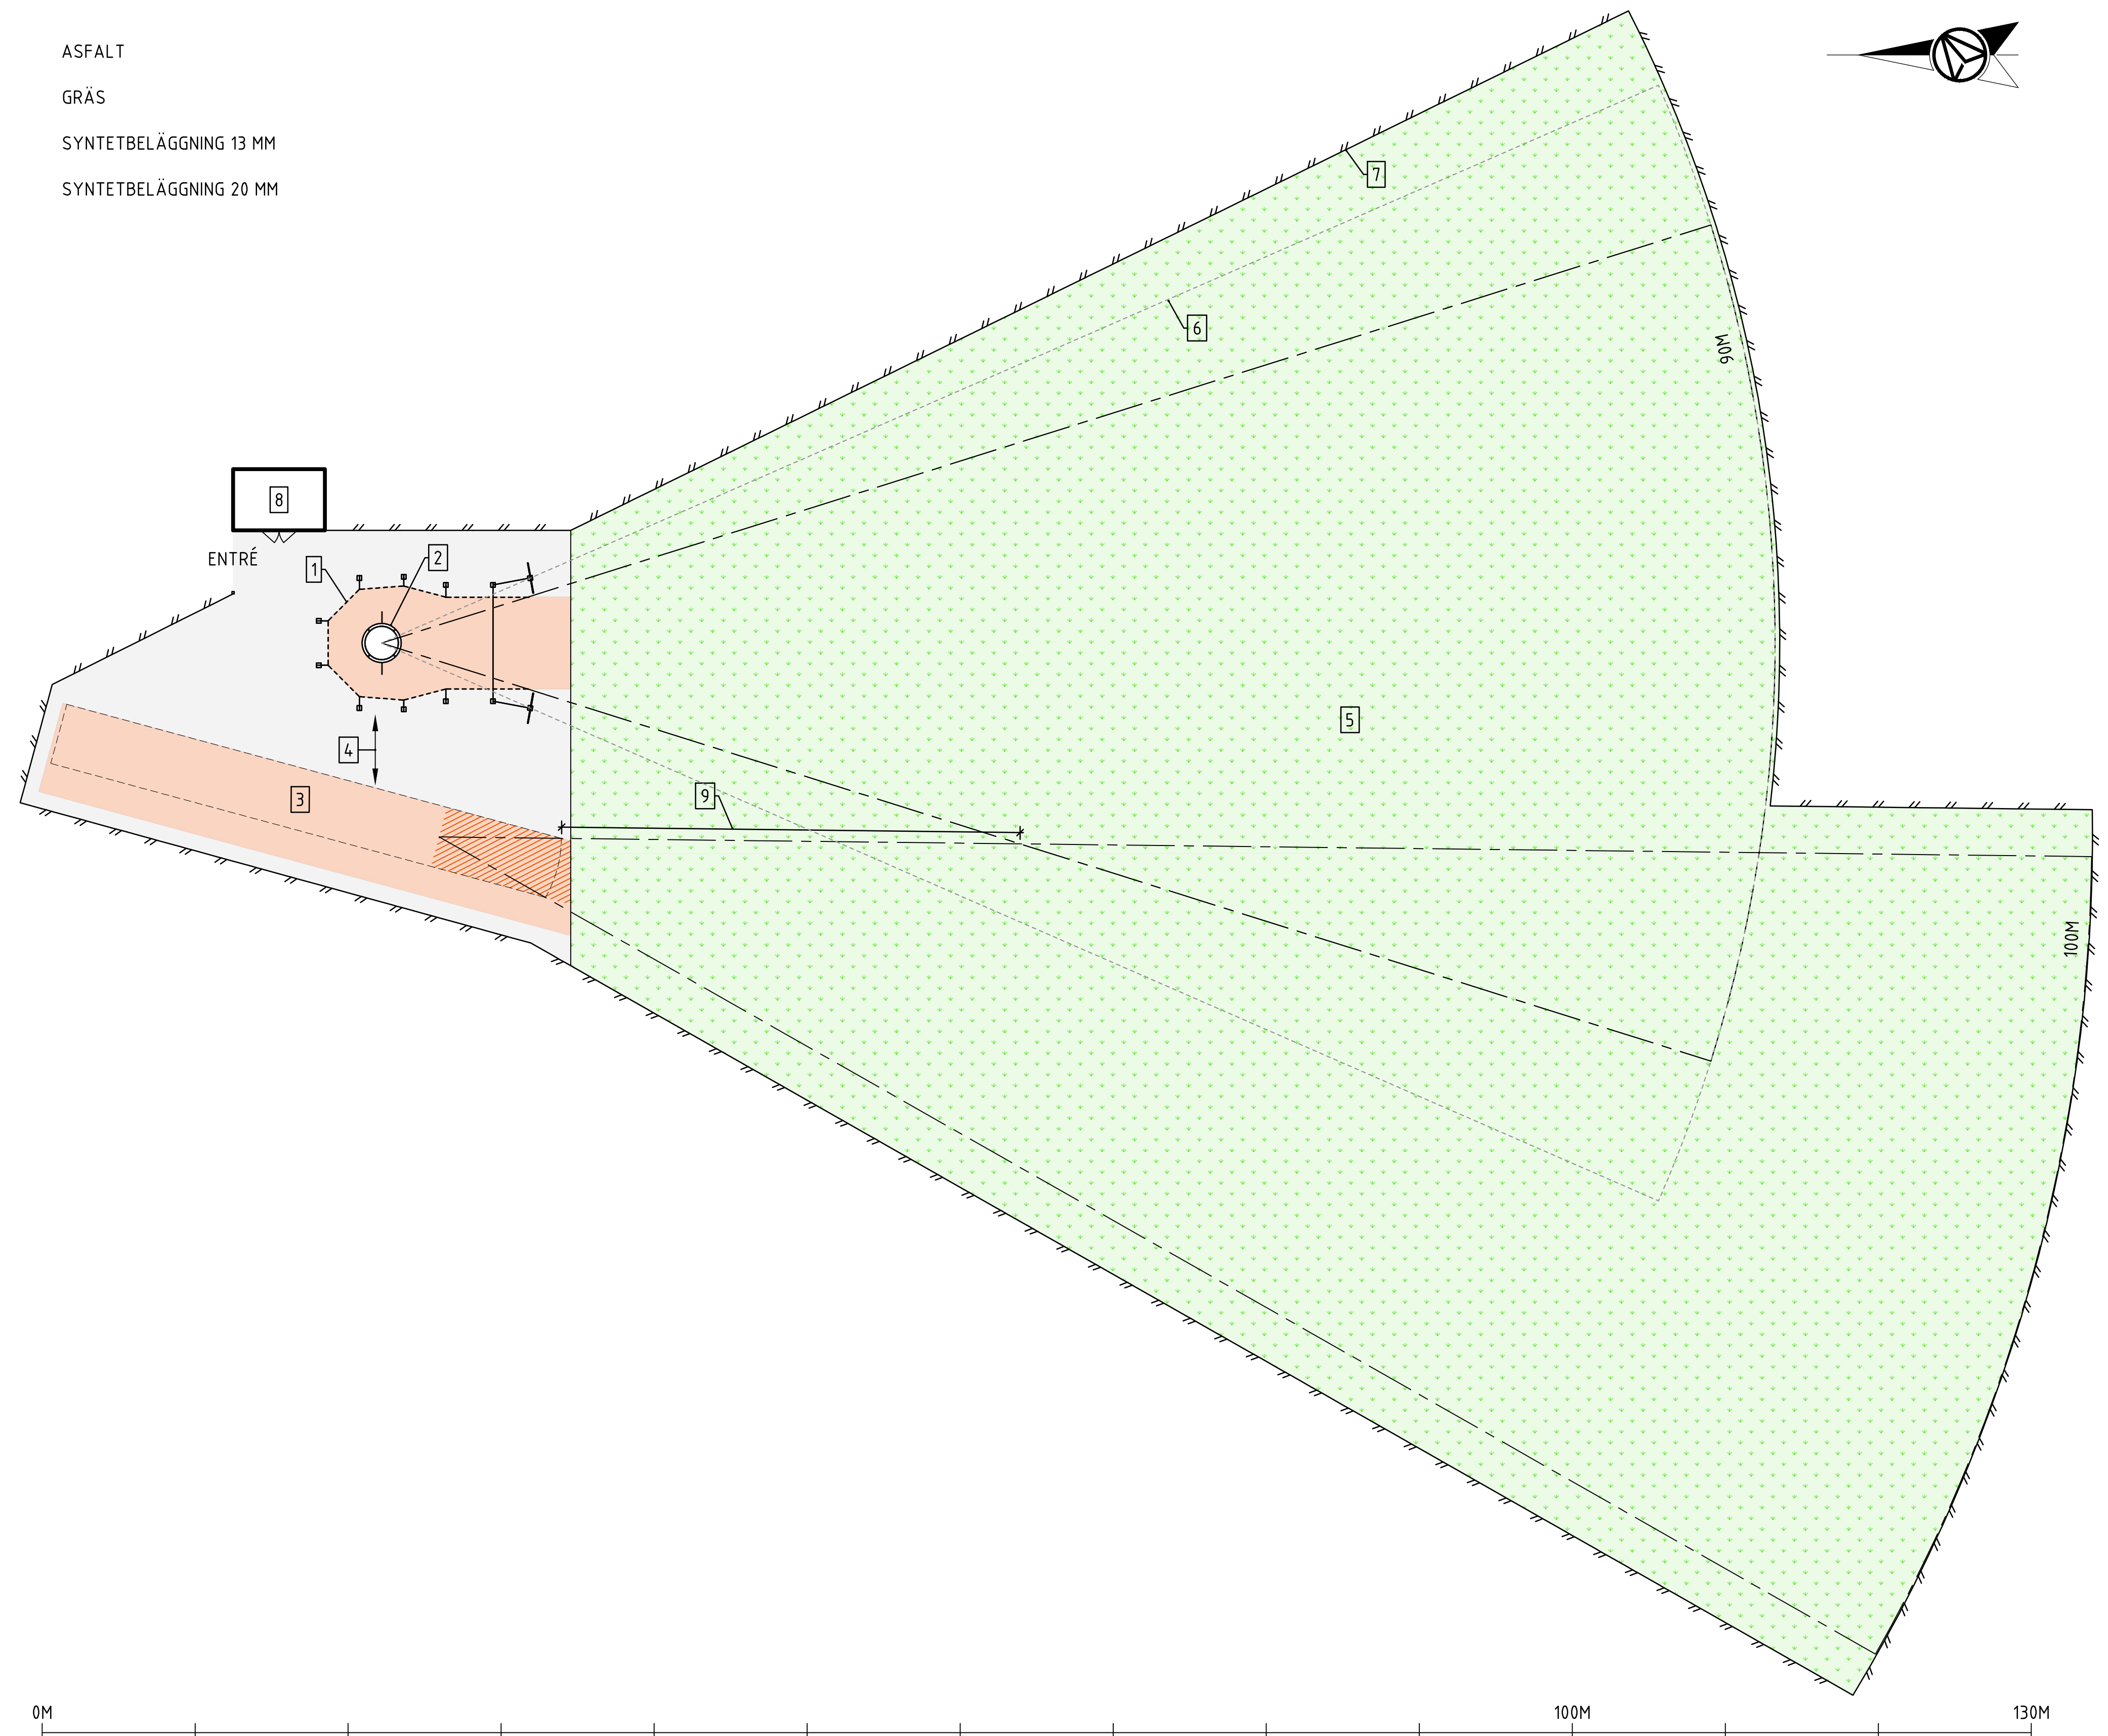 ASFALT
GRÄS
SYNTETBELÄGGNING 13 MM
SYNTETBELÄGGNING 20 MM
7
6
90M
8
ENTRÉ
1
2
5
4
3
9
100M
0M
100M
130M